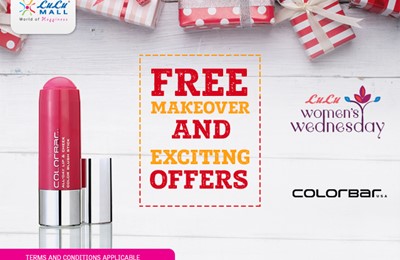 LuLu
MALL
World of Happiness
FREE
MAKEOVER
AND
EXCITING
OFFERS
LuLu
women's
wednesday
COLORBAR USA
COLORBAR
TERMS AND CONDITIONS APPLICABLE